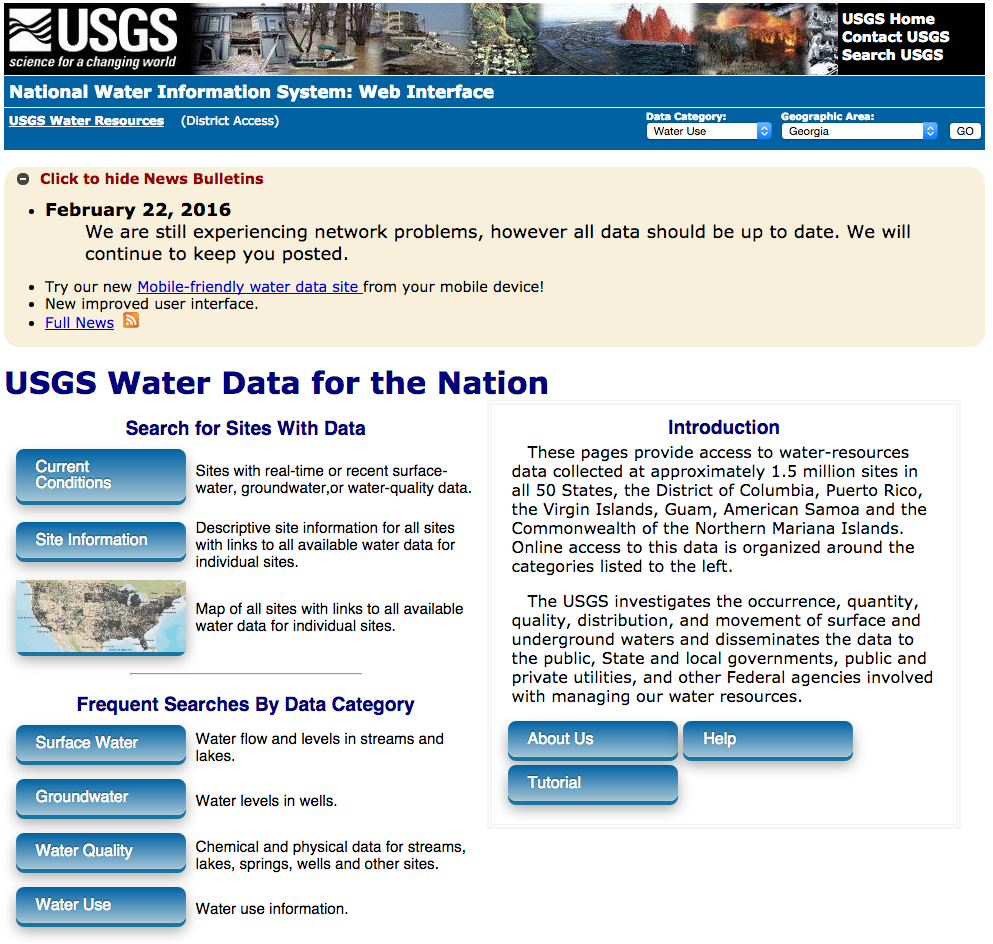 USGS
science for a changing world
USGS Home
Contact USGS
Search USGS
National Water Information System: Web Interface
USGS Water Resources (District Access)
Data Category:
Water Use
Geographic Area:
Georgia
GO
Click to hide News Bulletins
• February 22, 2016
We are still experiencing network problems, however all data should be up to date. We will
continue to keep you posted.
• Try our new Mobile-friendly water data site from your mobile device!
• New improved user interface.
• Full News
USGS Water Data for the Nation
Search for Sites With Data
Current
Conditions
Sites with real-time or recent surface-
water, groundwater,or water-quality data.
Site Information
Descriptive site information for all sites
with links to all available water data for
individual sites.
Map of all sites with links to all available
water data for individual sites.
Frequent Searches By Data Category
Surface Water
Water flow and levels in streams and
lakes.
Groundwater
Water levels in wells.
Water Quality
Chemical and physical data for streams,
lakes, springs, wells and other sites.
Water Use
Water use information.
Introduction
These pages provide access to water-resources
data collected at approximately 1.5 million sites in
all 50 States, the District of Columbia, Puerto Rico,
the Virgin Islands, Guam, American Samoa and the
Commonwealth of the Northern Mariana Islands.
Online access to this data is organized around the
categories listed to the left.
The USGS investigates the occurrence, quantity,
quality, distribution, and movement of surface and
underground waters and disseminates the data to
the public, State and local governments, public and
private utilities, and other Federal agencies involved
with managing our water resources.
About Us
Help
Tutorial